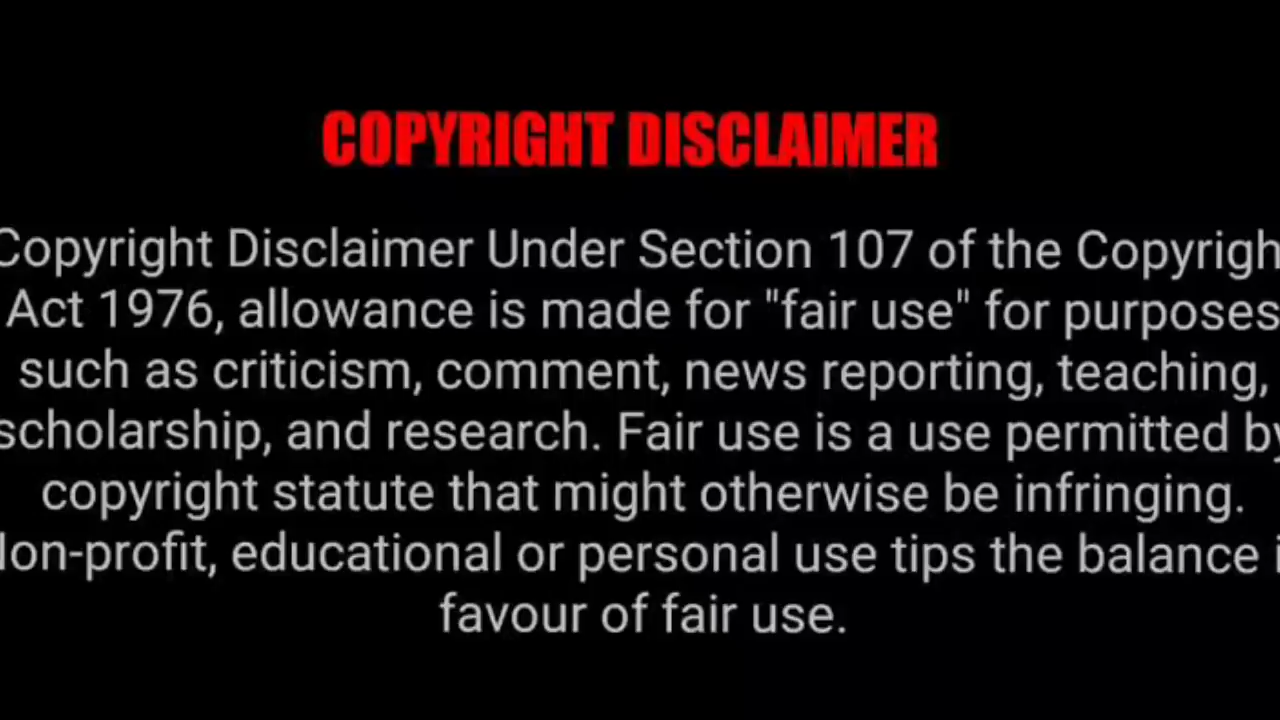 COPYRIGHT DISCLAIMER
Copyright Disclaimer Under Section 107 of the Copyrigh
Act 1976, allowance is made for "fair use" for purposes
such as criticism, comment, news reporting, teaching,
scholarship, and research. Fair use is a use permitted by
copyright statute that might otherwise be infringing.
on-profit, educational or personal use tips the balance i
favour of fair use.